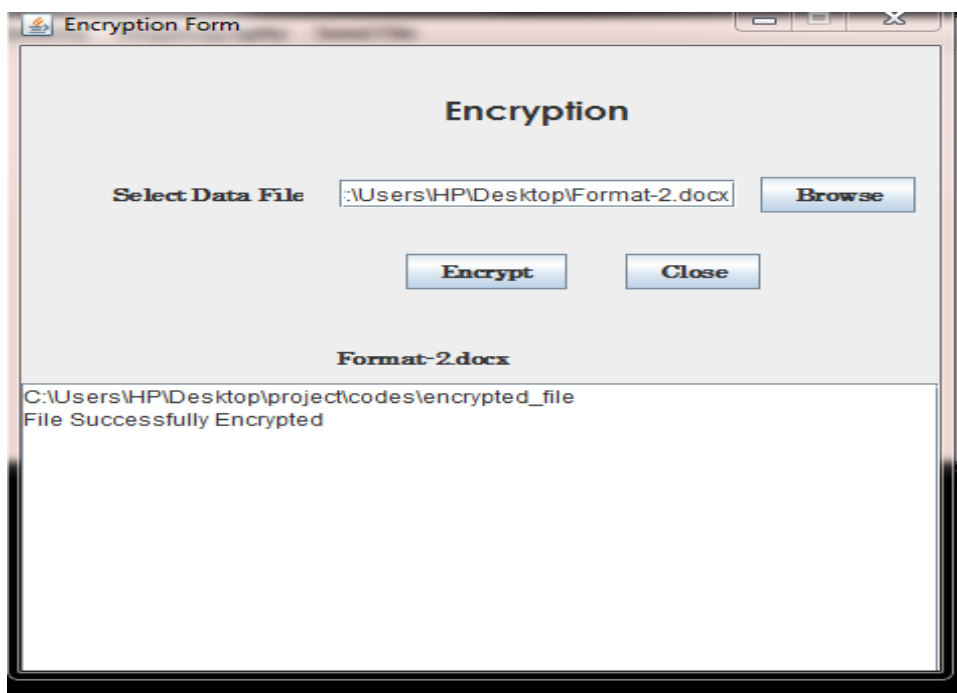 Encryption Form
Encryption
Select Data File :\Users\HP\Desktop\Format-2.docx Browse
Encrypt Close
Format-2.docx
C:\Users\HP\Desktop\project\codes\encrypted_file
File Successfully Encrypted